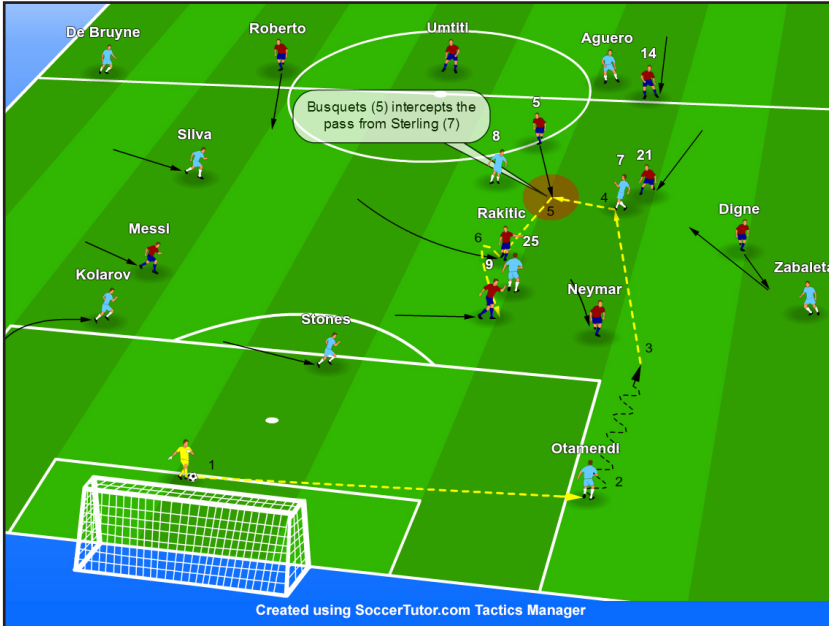 De Bruyne
Roberto
Umtiti
Aguero
14
Busquets (5) intercepts the
pass from Sterling (7)
5
8
Silva
7
21
4
5
Rakitic
Digne
Messi
25
6
Kolarov
9
Neymar
Zabaleta
Stones
3
Otamendi
1
2
Created using SoccerTutor.com Tactics Manager